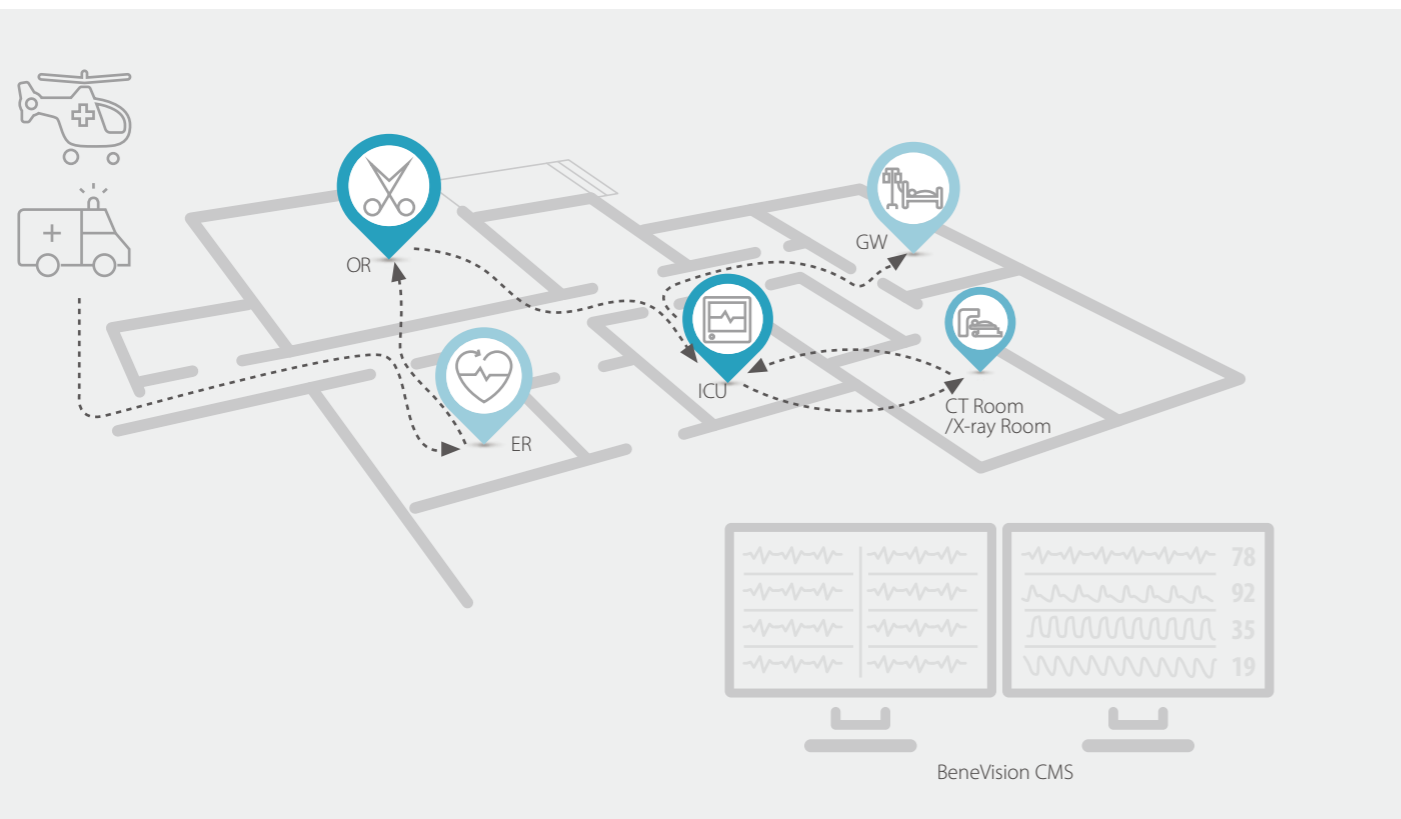 GW
OR
ICU
CT Room
/X-ray Room
ER
78
92
35
19
BeneVision CMS